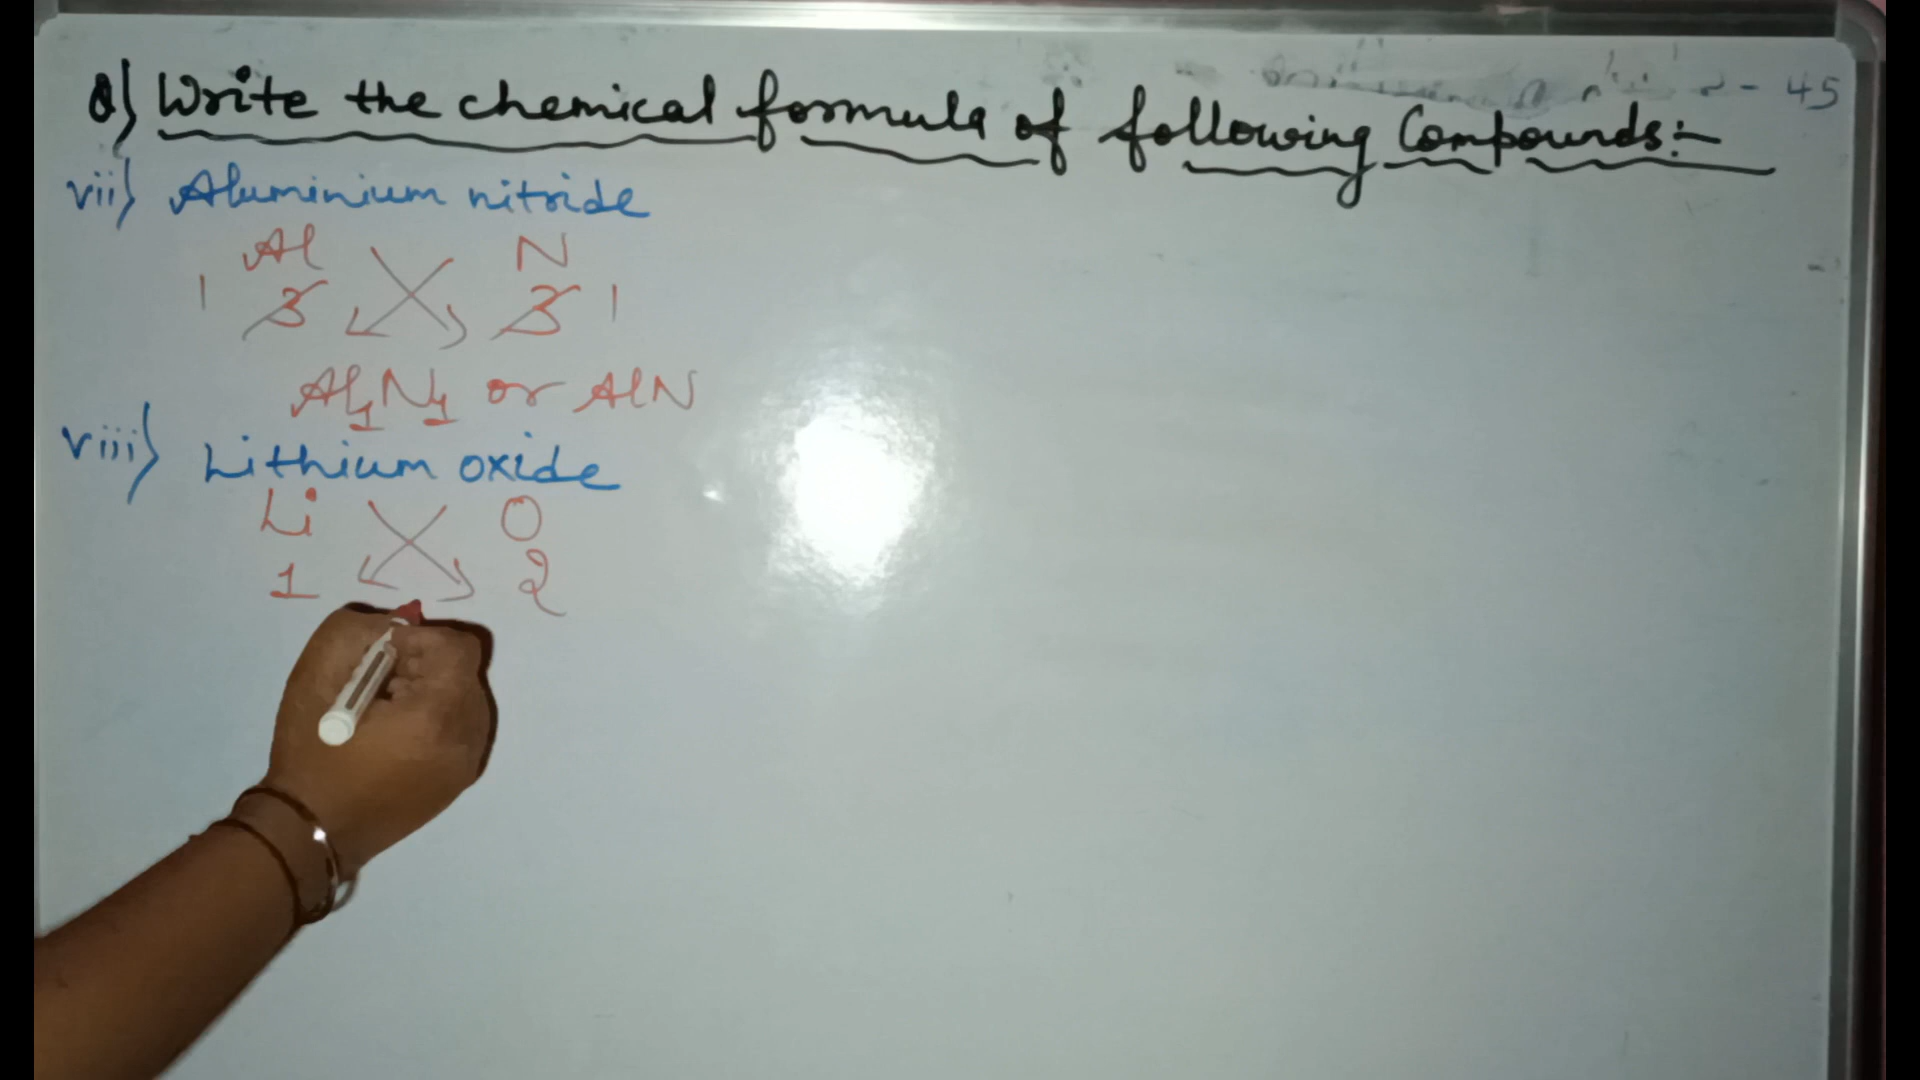 Q) Write the chemical formula of following Compounds:-
- 45
vii) Aluminium nitride
Al N
1 3 3 1
Al1N1 or AlN
viii) Lithium oxide
Li O
1 2